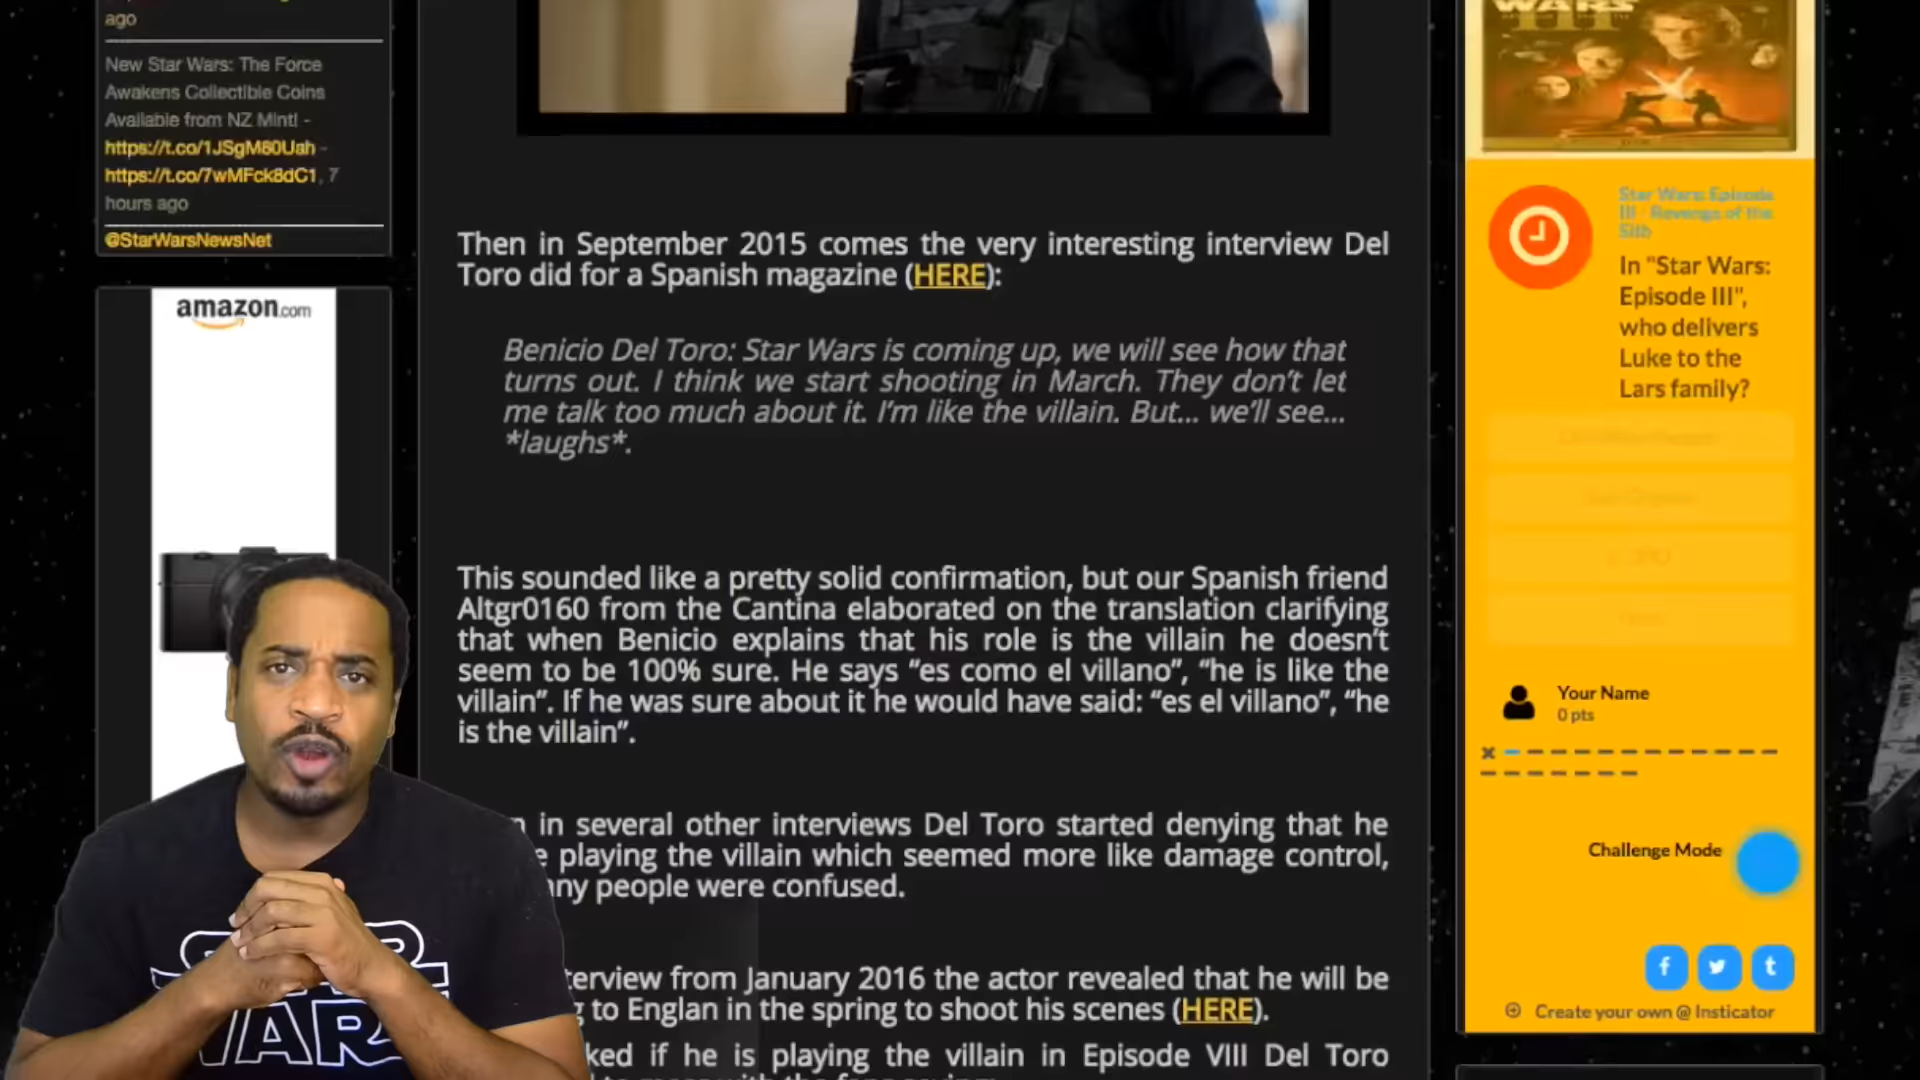 ago
New Star Wars: The Force
Awakens Collectible Coins
Available from NZ Mint! -
https://t.co/1JSgM60Uah -
https://t.co/7wMFck8dC1, 7
hours ago
@StarWarsNewsNet
amazon.com
Then in September 2015 comes the very interesting interview Del
Toro did for a Spanish magazine (HERE):
Benicio Del Toro: Star Wars is coming up, we will see how that
turns out. I think we start shooting in March. They don't let
me talk too much about it. I'm like the villain. But... we'll see...
*laughs*.
This sounded like a pretty solid confirmation, but our Spanish friend
Altgr0160 from the Cantina elaborated on the translation clarifying
that when Benicio explains that his role is the villain he doesn't
seem to be 100% sure. He says “es como el villano”, “he is like the
villain”. If he was sure about it he would have said: “es el villano”, “he
is the villain”.
in several other interviews Del Toro started denying that he
playing the villain which seemed more like damage control,
any people were confused.
terview from January 2016 the actor revealed that he will be
g to Englan in the spring to shoot his scenes (HERE).
ked if he is playing the villain in Episode VIII Del Toro
STAR
WARS
WARS
III
Star Wars: Episode
III - Revenge of the
Sith
In "Star Wars:
Episode III",
who delivers
Luke to the
Lars family?
Your Name
0 pts
Challenge Mode
Create your own @ Insticator